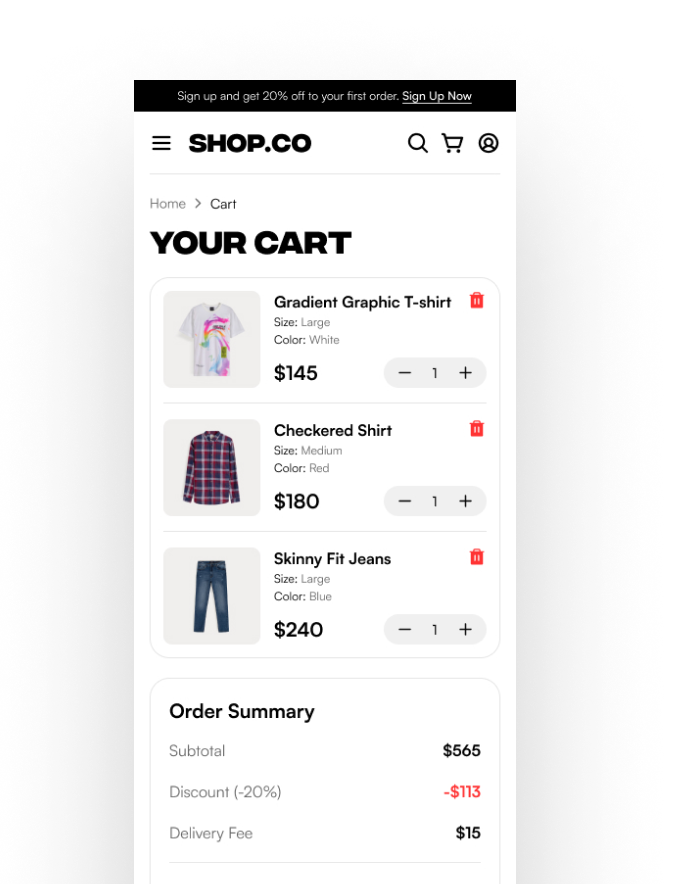 Sign up and get 20% off to your first order. Sign Up Now
SHOP.CO
Home > Cart
YOUR CART
Gradient Graphic T-shirt
Size: Large
Color: White
$145
− 1 +
Checkered Shirt
Size: Medium
Color: Red
$180
− 1 +
Skinny Fit Jeans
Size: Large
Color: Blue
$240
− 1 +
Order Summary
Subtotal $565
Discount (-20%) -$113
Delivery Fee $15